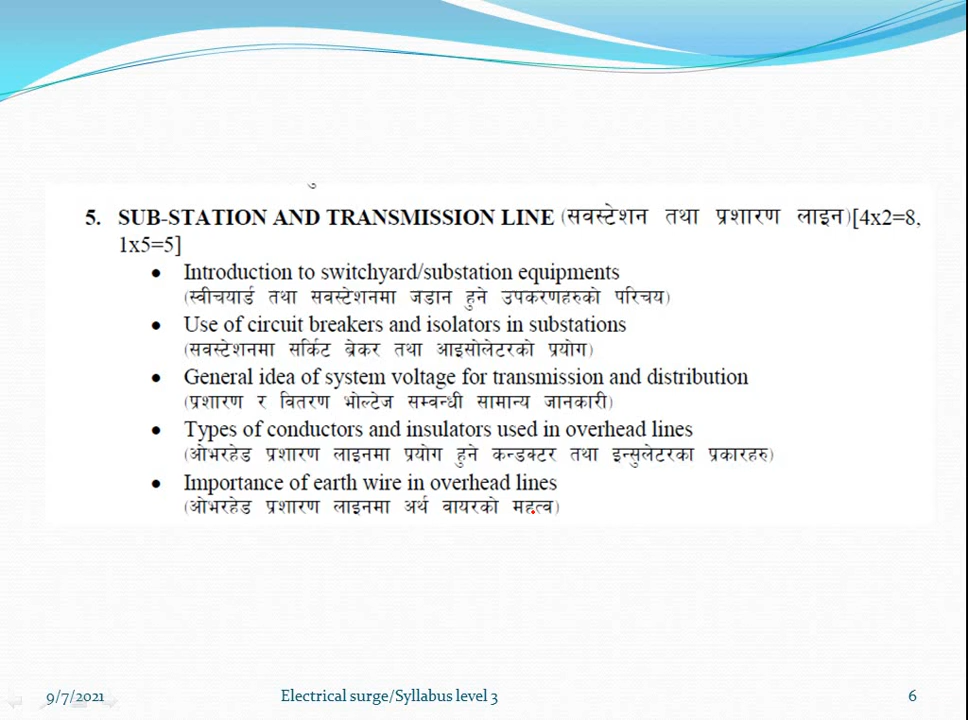 5. SUB-STATION AND TRANSMISSION LINE (सवस्टेशन तथा प्रशारण लाइन)[4x2=8,
1x5=5]
• Introduction to switchyard/substation equipments
(स्वीचयार्ड तथा सवस्टेशनमा जडान हुने उपकरणहरुको परिचय)
• Use of circuit breakers and isolators in substations
(सवस्टेशनमा सर्किट ब्रेकर तथा आइसोलेटरको प्रयोग)
• General idea of system voltage for transmission and distribution
(प्रशारण र वितरण भोल्टेज सम्वन्धी सामान्य जानकारी)
• Types of conductors and insulators used in overhead lines
(ओभरहेड प्रशारण लाइनमा प्रयोग हुने कन्डक्टर तथा इन्सुलेटरका प्रकारहरु)
• Importance of earth wire in overhead lines
(ओभरहेड प्रशारण लाइनमा अर्थ वायरको महत्व)
9/7/2021 Electrical surge/Syllabus level 3 6